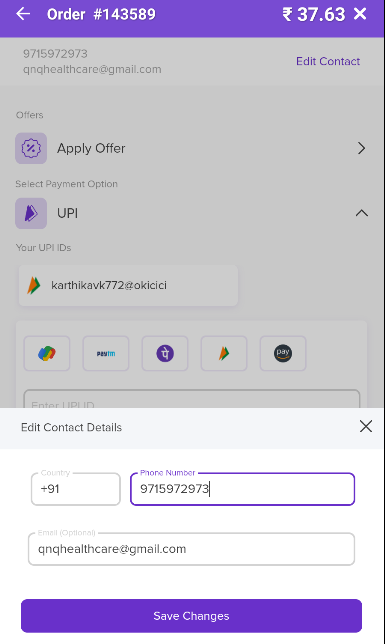 Order #143589
₹ 37.63
9715972973
qnqhealthcare@gmail.com
Edit Contact
Offers
Apply Offer
Select Payment Option
UPI
Your UPI IDs
karthikavk772@okicici
paytm
pay
Enter UPI ID
Edit Contact Details
Country
+91
Phone Number
9715972973
Email (Optional)
qnqhealthcare@gmail.com
Save Changes